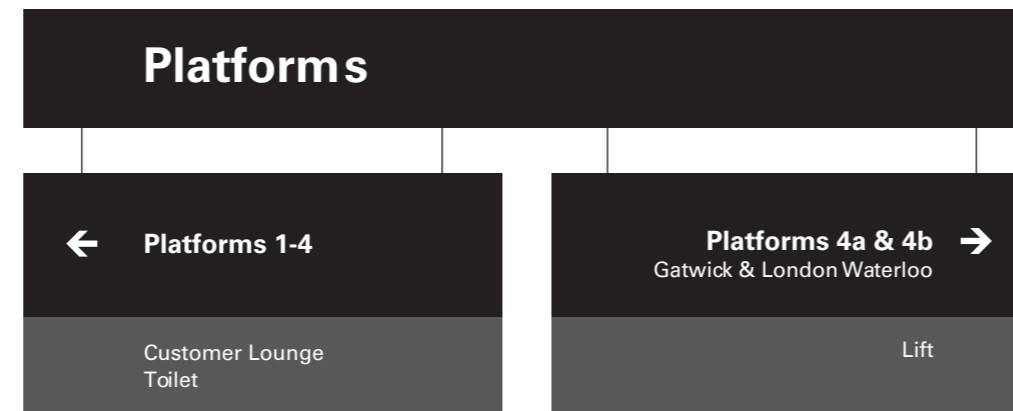 Platforms
Platforms 1-4
Customer Lounge
Toilet
Platforms 4a & 4b
Gatwick & London Waterloo
Lift